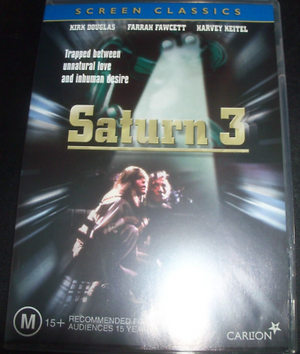 SCREEN CLASSICS
KIRK DOUGLAS FARRAH FAWCETT HARVEY KEITEL
Trapped between
unnatural love
and inhuman desire
Saturn 3
M 15+ RECOMMENDED FOR
AUDIENCES 15 YEARS
CARLTON